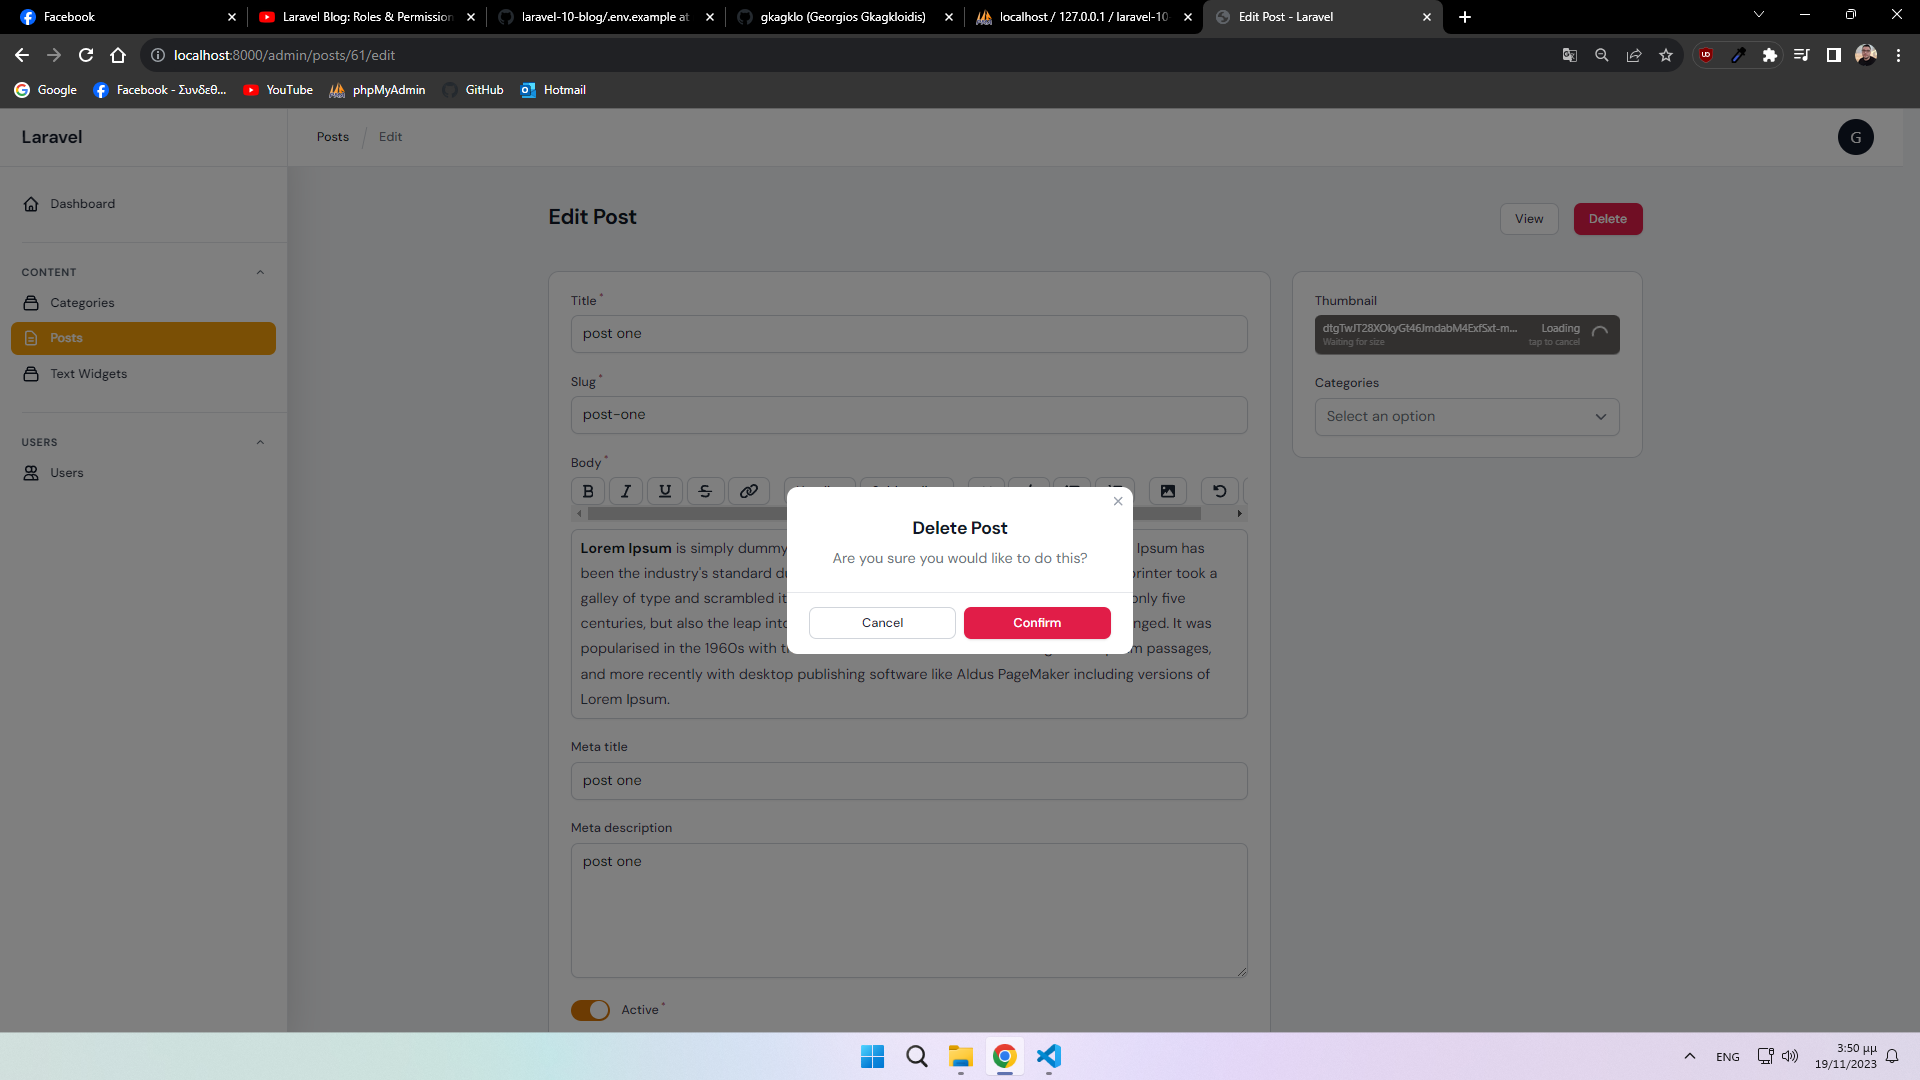 Facebook
Laravel Blog: Roles & Permission
laravel-10-blog/.env.example at
gkagklo (Georgios Gkagkloidis)
localhost / 127.0.0.1 / laravel-10-
Edit Post - Laravel
localhost:8000/admin/posts/61/edit
Google
Facebook - Συνδεθ...
YouTube
phpMyAdmin
GitHub
Hotmail
Laravel
Posts / Edit
G
Dashboard
CONTENT
Categories
Posts
Text Widgets
USERS
Users
Edit Post
View
Delete
Title *
post one
Slug *
post-one
Body *
B I U S
Lorem Ipsum is simply dummy
Ipsum has
been the industry's standard du
printer took a
galley of type and scrambled it
only five
centuries, but also the leap into
nged. It was
popularised in the 1960s with t
m passages,
and more recently with desktop publishing software like Aldus PageMaker including versions of
Lorem Ipsum.
Meta title
post one
Meta description
post one
Active *
Thumbnail
dtgTwJT28XOkyGt46JmdabM4ExfSxt-m...
Waiting for size
Loading
tap to cancel
Categories
Select an option
Delete Post
Are you sure you would like to do this?
Cancel
Confirm
ENG
3:50 μμ
19/11/2023